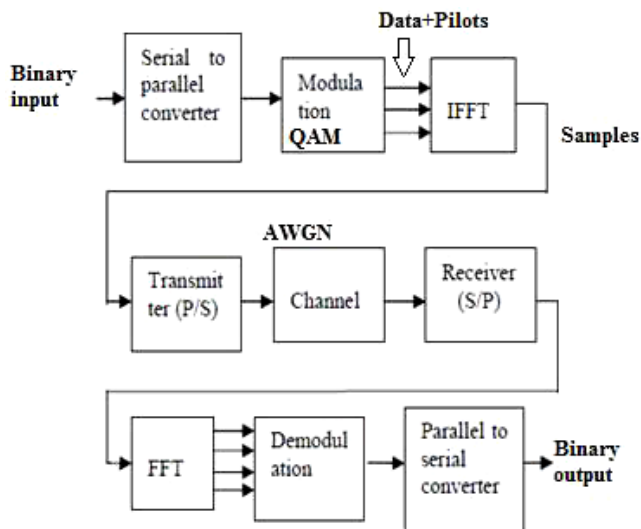 Data+Pilots
Binary
input
Serial to
parallel
converter
Modula
tion
QAM
IFFT
Samples
AWGN
Transmit
ter (P/S)
Channel
Receiver
(S/P)
FFT
Demodul
ation
Parallel to
serial
converter
Binary
output